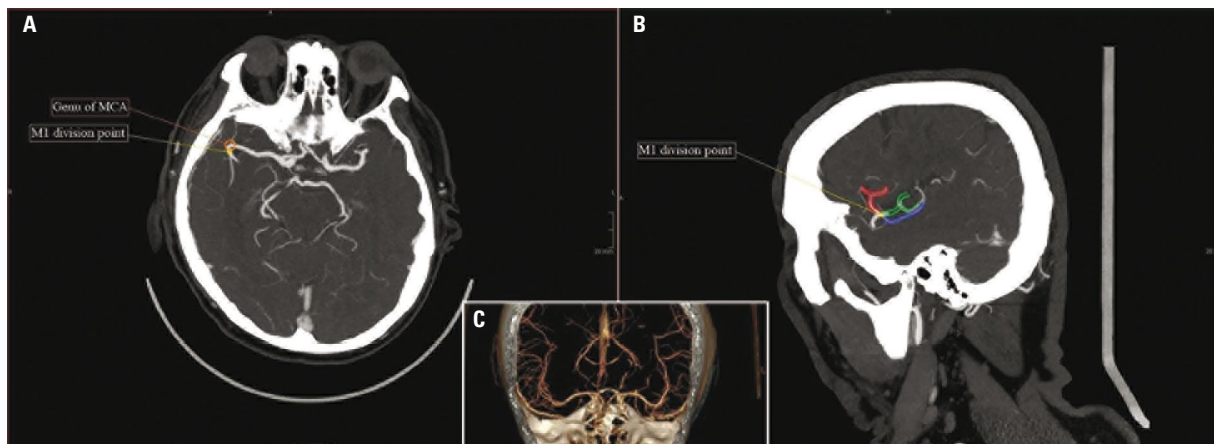 A
Genu of MCA
M1 division point
B
M1 division point
C